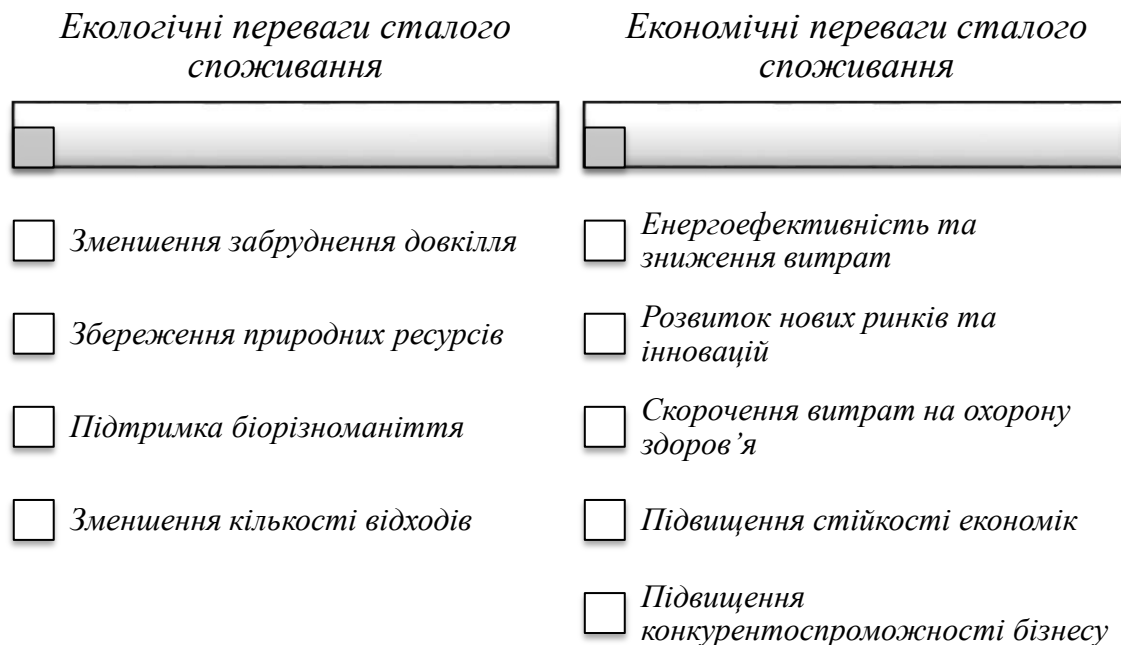 Екологічні переваги сталого
споживання
Зменшення забруднення довкілля
Збереження природних ресурсів
Підтримка біорізноманіття
Зменшення кількості відходів
Економічні переваги сталого
споживання
Енергоефективність та
зниження витрат
Розвиток нових ринків та
інновацій
Скорочення витрат на охорону
здоров’я
Підвищення стійкості економік
Підвищення
конкурентоспроможності бізнесу